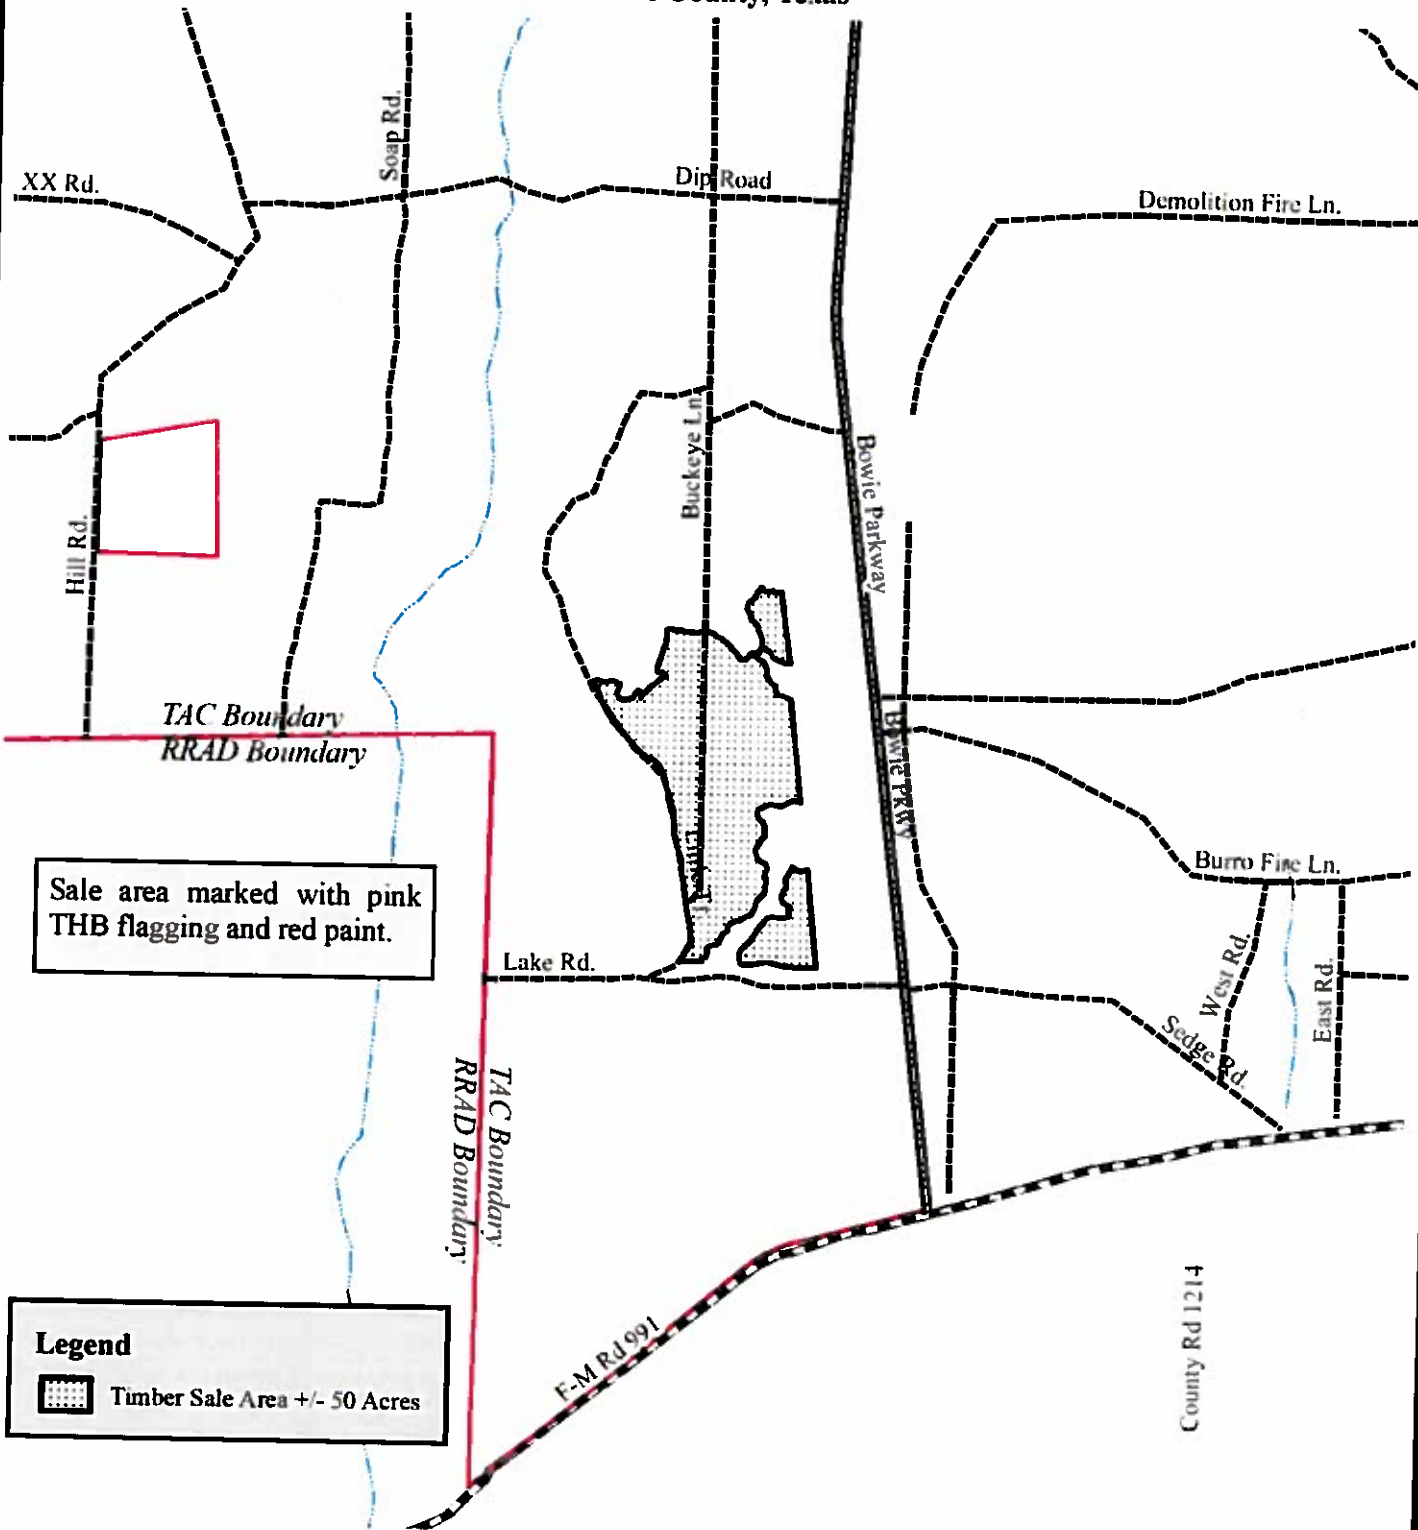 County, Texas
Soap Rd.
XX Rd.
Dip Road
Demolition Fire Ln.
Buckeye Ln.
Bowie Parkway
Hill Rd.
TAC Boundary
RRAD Boundary
Bowie PKWY
Burro Fire Ln.
Sale area marked with pink
THB flagging and red paint.
Lake Rd.
West Rd.
East Rd.
Sedge Rd.
TAC Boundary
RRAD Boundary
F-M Rd 991
County Rd 1214
Legend
Timber Sale Area +/- 50 Acres